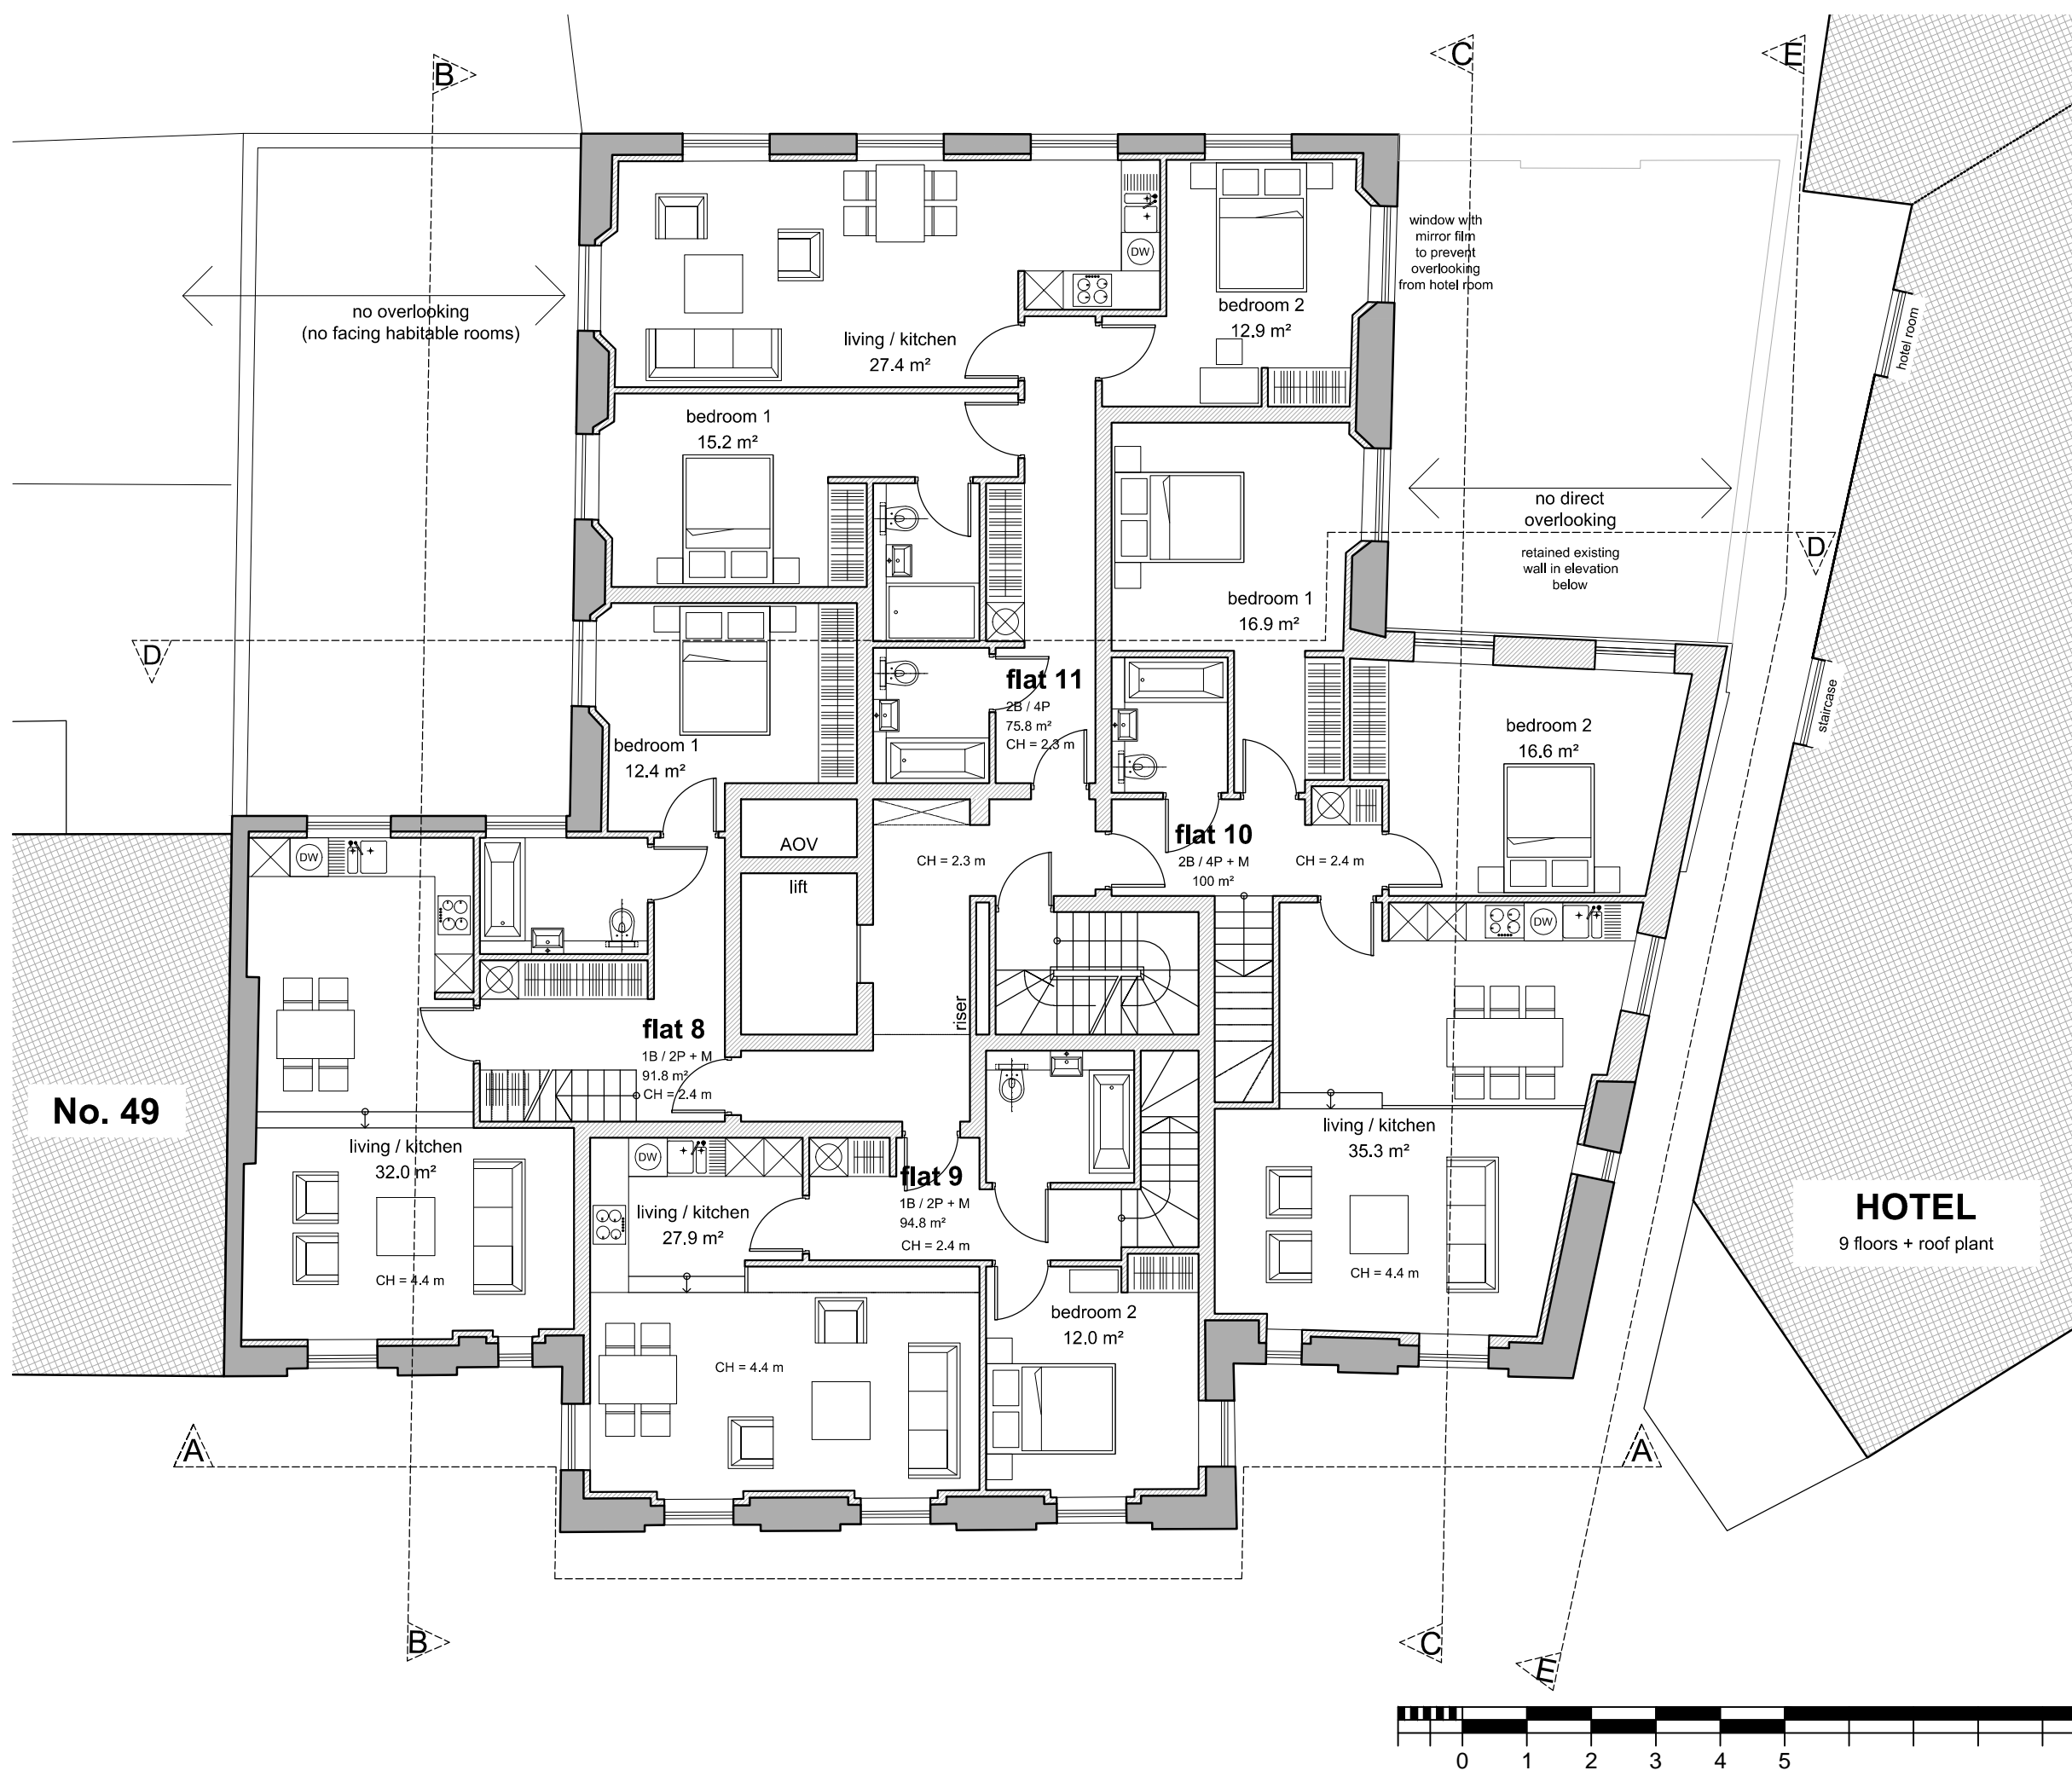 B
C
E
window with
mirror film
to prevent
overlooking
from hotel room
DW
no overlooking
(no facing habitable rooms)
bedroom 2
12.9 m²
living / kitchen
27.4 m²
hotel room
bedroom 1
15.2 m²
no direct
overlooking
retained existing
wall in elevation
below
D
bedroom 1
16.9 m²
D
flat 11
2B / 4P
75.8 m²
CH = 2.3 m
staircase
bedroom 2
16.6 m²
bedroom 1
12.4 m²
AOV
lift
CH = 2.3 m
flat 10
2B / 4P + M
100 m²
CH = 2.4 m
DW
DW
riser
flat 8
1B / 2P + M
91.8 m²
CH = 2.4 m
No. 49
living / kitchen
32.0 m²
CH = 4.4 m
DW
flat 9
1B / 2P + M
94.8 m²
CH = 2.4 m
living / kitchen
27.9 m²
living / kitchen
35.3 m²
CH = 4.4 m
HOTEL
9 floors + roof plant
bedroom 2
12.0 m²
CH = 4.4 m
A
A
B
C
E
0 1 2 3 4 5